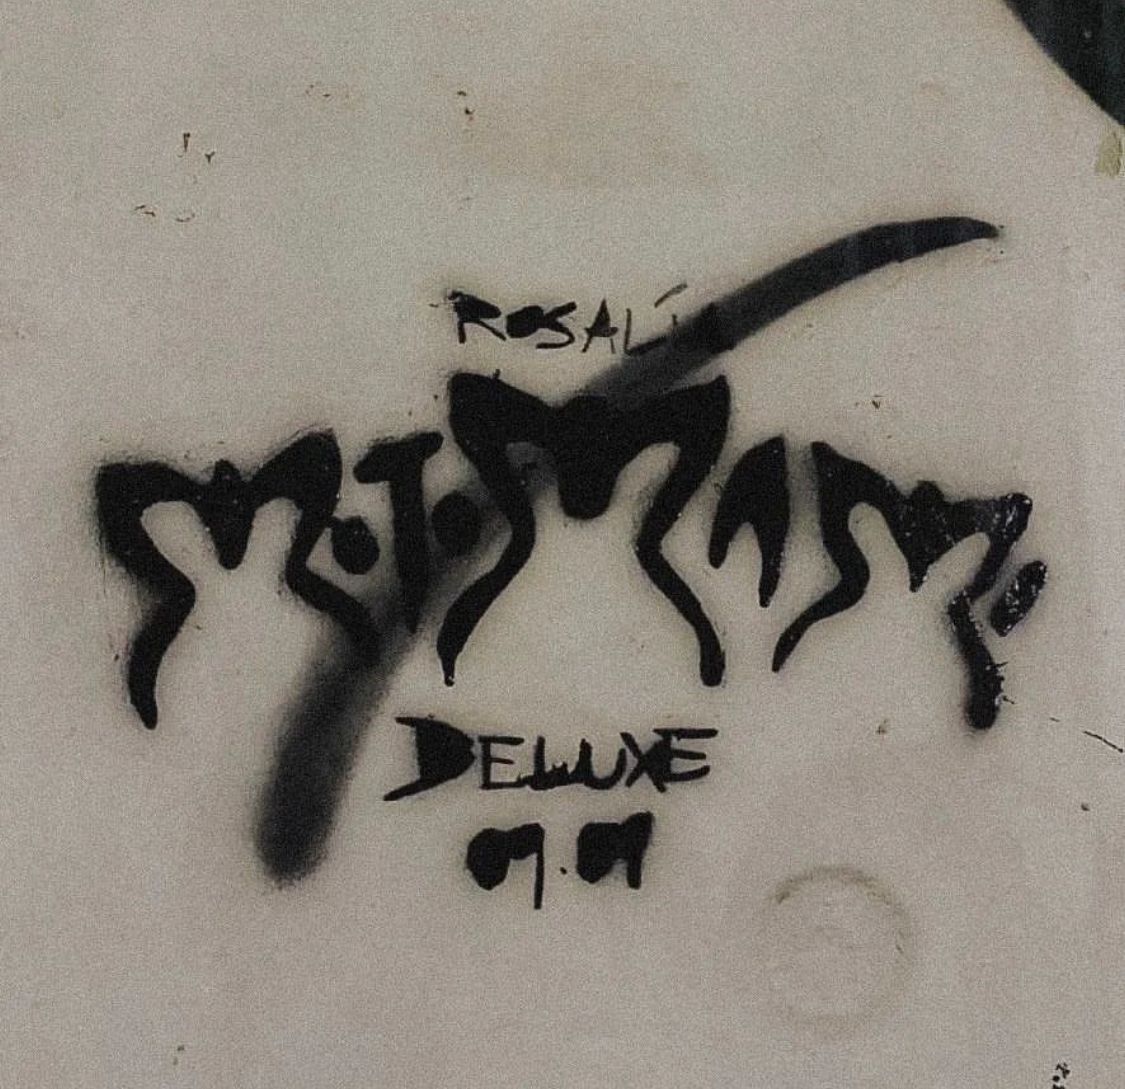 ROSALÍ
MOTOMAMI
DELUXE
09.09